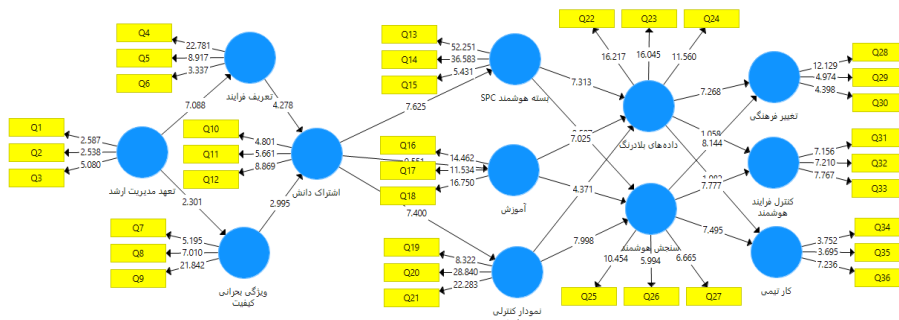 Q1
Q2
Q3
2.587
2.538
5.080
تعهد مدیریت ارشد
7.088
2.301
Q4
Q5
Q6
22.781
8.917
3.337
تعریف فرایند
4.278
Q7
Q8
Q9
5.195
7.010
21.842
ویژگی بحرانی
کیفیت
2.995
Q10
Q11
Q12
4.801
5.661
8.869
اشتراک دانش
7.625
7.400
Q13
Q14
Q15
52.251
36.583
5.431
بسته هوشمند SPC
7.313
Q16
Q17
Q18
14.462
11.534
16.750
آموزش
7.025
4.371
Q19
Q20
Q21
8.322
28.840
22.283
نمودار کنترلی
7.998
Q22
Q23
Q24
16.217
16.045
11.560
داده‌های بلادرنگ
7.268
1.058
Q25
Q26
Q27
10.454
5.994
6.665
سنجش هوشمند
8.144
7.777
7.495
Q28
Q29
Q30
12.129
4.974
4.398
تغییر فرهنگی
Q31
Q32
Q33
7.156
7.210
7.767
کنترل فرایند
هوشمند
Q34
Q35
Q36
3.752
3.695
7.236
کار تیمی